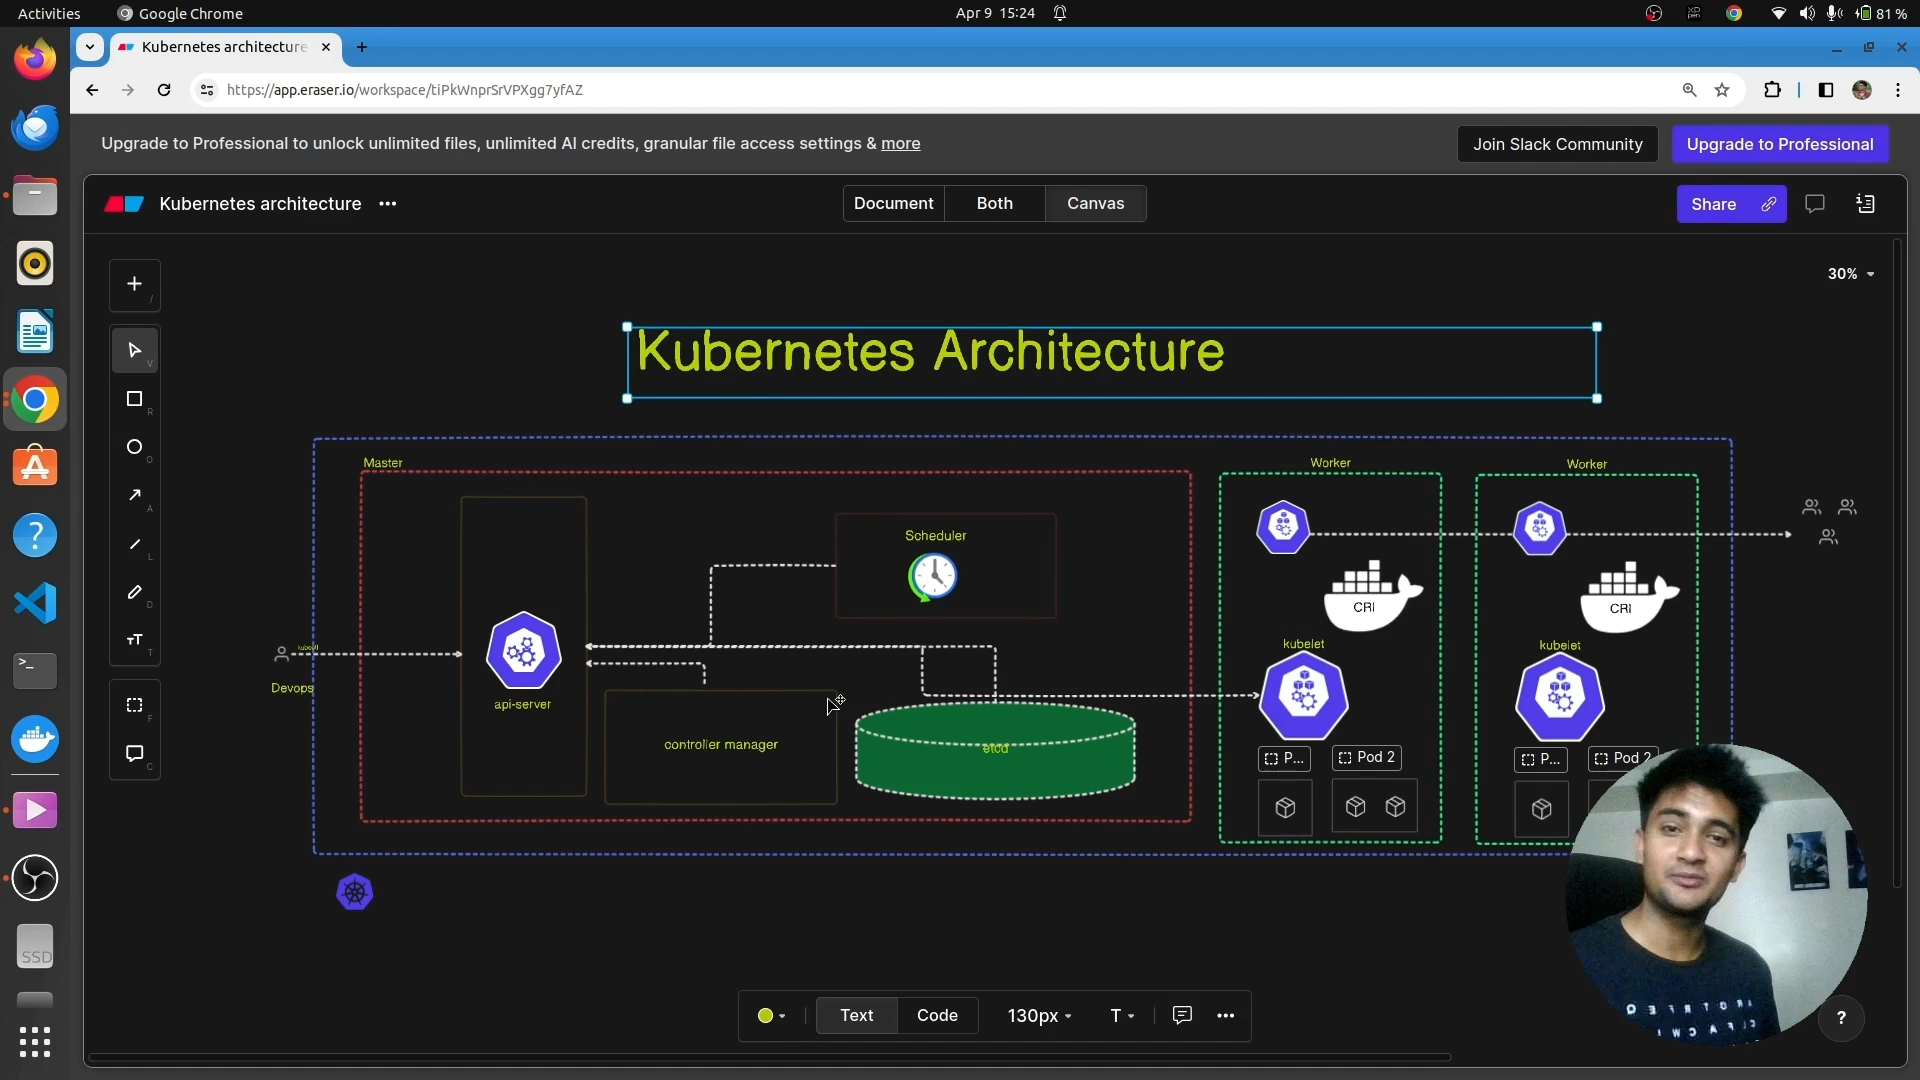 Activities
Google Chrome
Apr 9 15:24
81 %
Kubernetes architecture
https://app.eraser.io/workspace/tiPkWnprSrVPXgg7yfAZ
Upgrade to Professional to unlock unlimited files, unlimited AI credits, granular file access settings & more
Join Slack Community
Upgrade to Professional
Kubernetes architecture
Document
Both
Canvas
Share
30%
/
V
R
O
A
L
D
T
F
C
Kubernetes Architecture
Master
Worker
Worker
Scheduler
CRI
CRI
kubectl
kubelet
kubelet
Devops
api-server
controller manager
etcd
P...
Pod 2
P...
Pod 2
SSD
Text
Code
130px
T
?